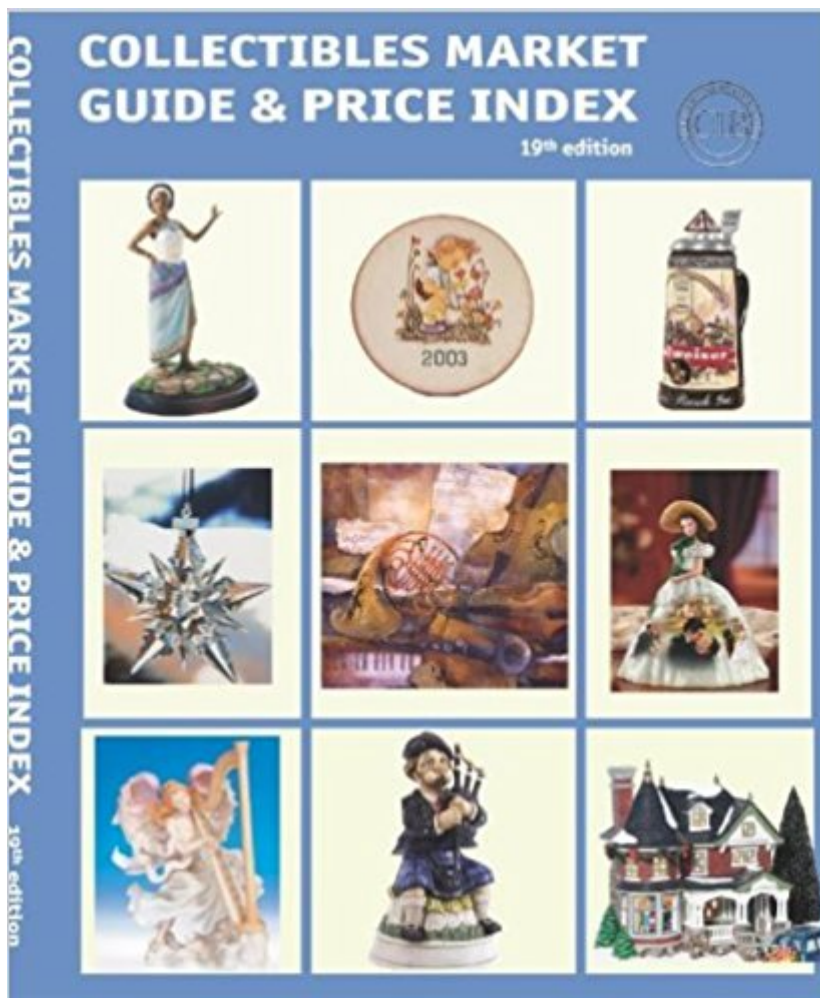 COLLECTIBLES MARKET
GUIDE & PRICE INDEX
19th edition
COLLECTIBLES MARKET GUIDE & PRICE INDEX 19th edition
2003